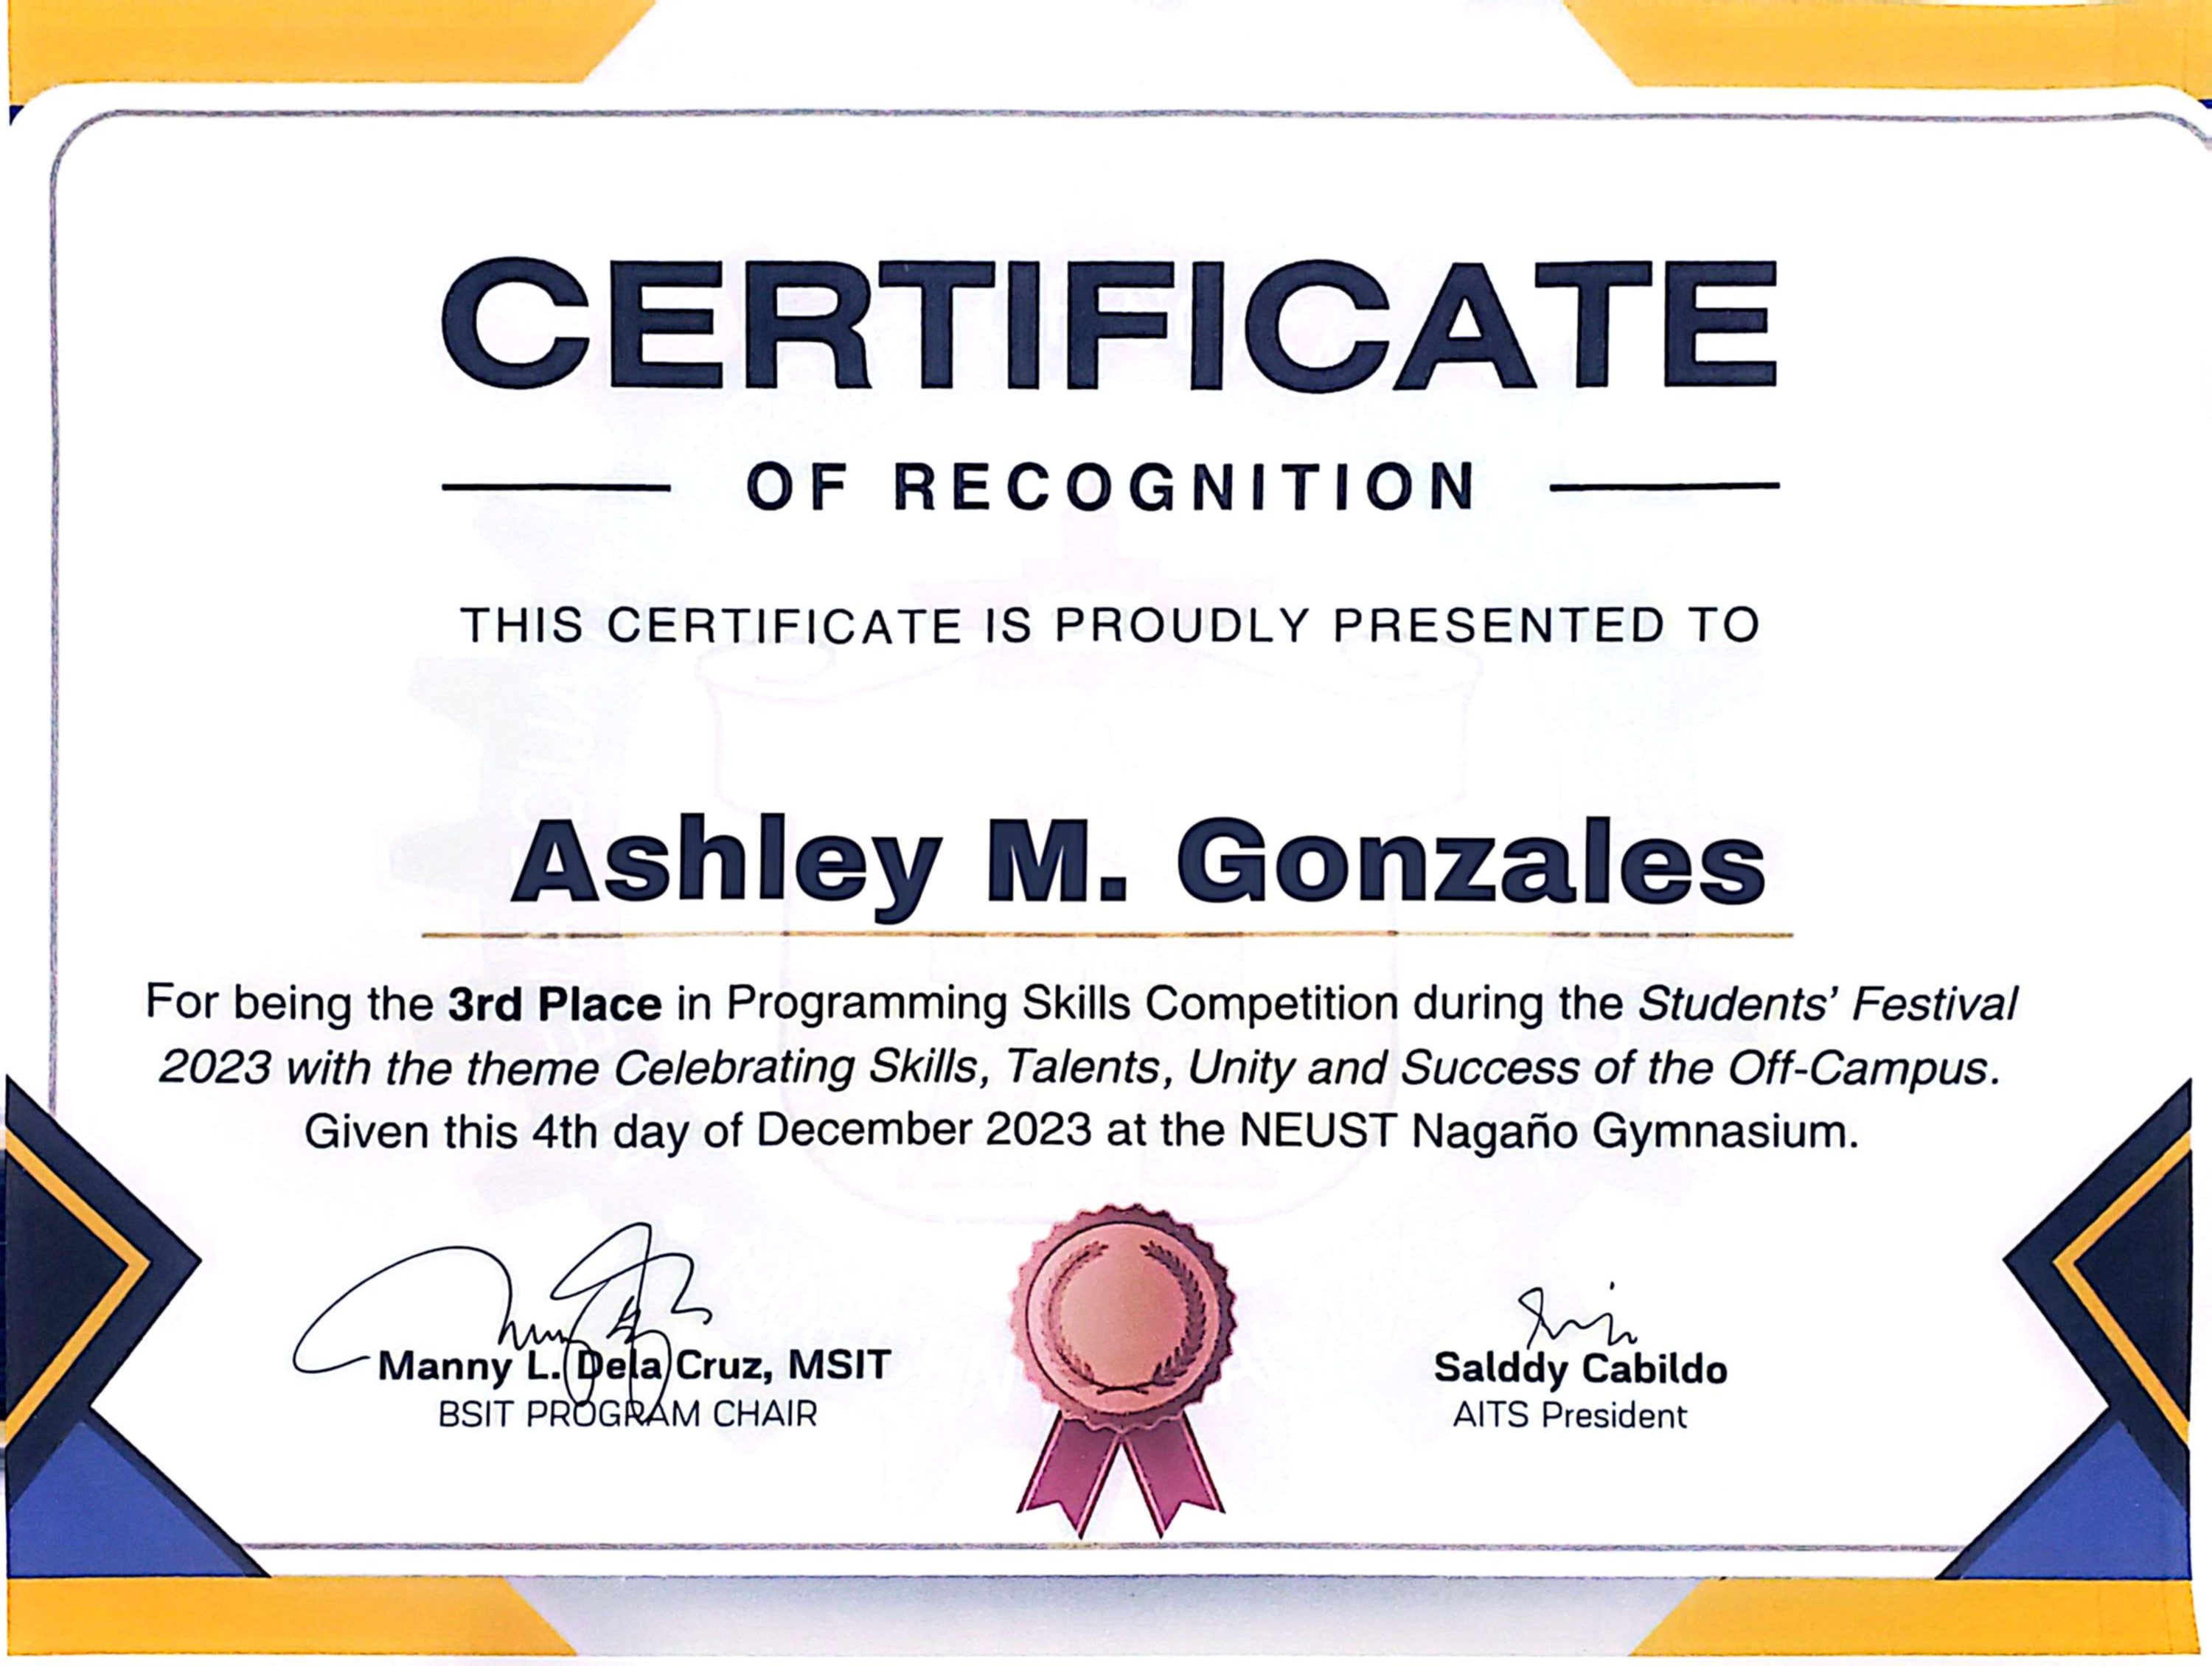 CERTIFICATE
OF RECOGNITION
THIS CERTIFICATE IS PROUDLY PRESENTED TO
Ashley M. Gonzales
For being the 3rd Place in Programming Skills Competition during the Students' Festival
2023 with the theme Celebrating Skills, Talents, Unity and Success of the Off-Campus.
Given this 4th day of December 2023 at the NEUST Nagaño Gymnasium.
Manny L. Dela Cruz, MSIT
BSIT PROGRAM CHAIR
Salddy Cabildo
AITS President